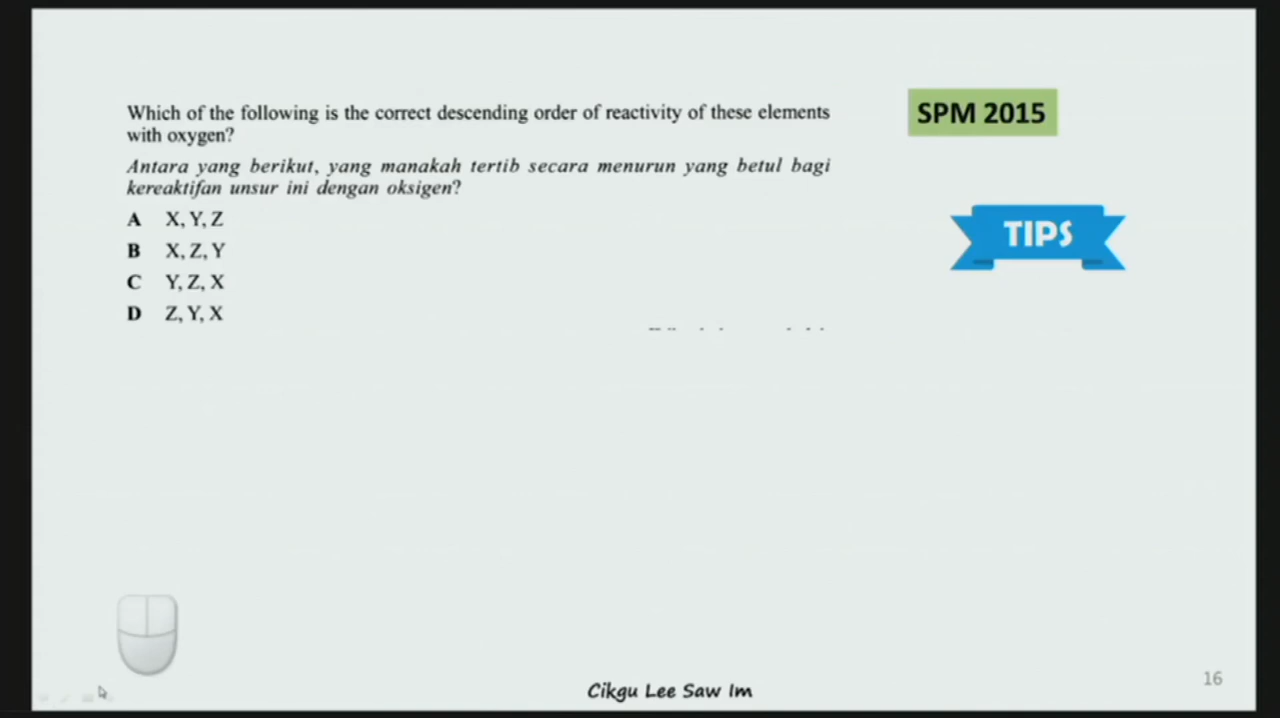 Which of the following is the correct descending order of reactivity of these elements
with oxygen?
SPM 2015
Antara yang berikut, yang manakah tertib secara menurun yang betul bagi
kereaktifan unsur ini dengan oksigen?
A X, Y, Z
TIPS
B X, Z, Y
C Y, Z, X
D Z, Y, X
Cikgu Lee Saw Im
16